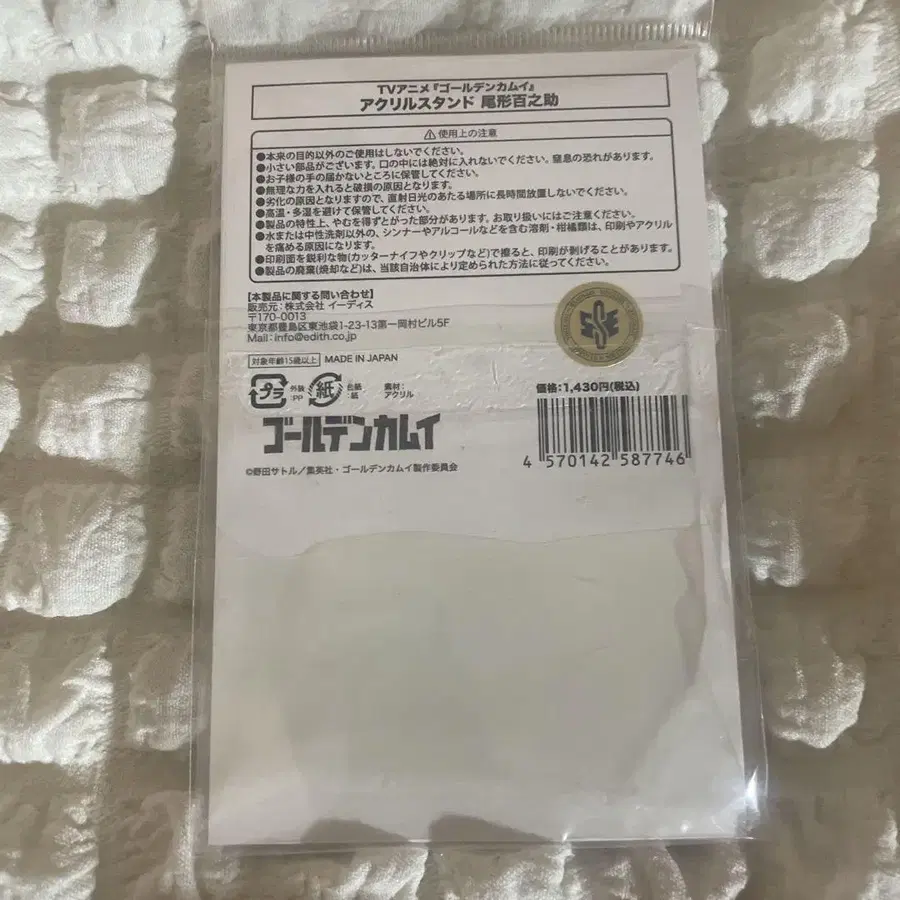 TVアニメ『ゴールデンカムイ』
アクリルスタンド 尾形百之助
⚠使用上の注意
●本来の目的以外のご使用はしないでください。
●小さい部品がございます。口の中には絶対に入れないでください。窒息の恐れがあります。
●お子様の手の届かないところに保管してください。
●無理な力を入れると破損の原因となります。
●劣化の原因となりますので、直射日光のあたる場所に長時間放置しないでください。
●高温・多湿を避けて保管してください。
●製品の特性上、やむを得ずとがった部分があります。お取り扱いにはご注意ください。
●水または中性洗剤以外の、シンナーやアルコールなどを含む溶剤・柑橘類は、印刷やアクリル
を痛める原因になります。
●印刷面を鋭利な物(カッターナイフやクリップなど)で擦ると、印刷が剥げることがあります。
●製品の廃棄(焼却など)は、当該自治体により定められた方法に従ってください。
【本製品に関する問い合わせ】
販売元:株式会社 イーディス
〒170-0013
東京都豊島区東池袋1-23-13第一岡村ビル5F
Mail:info@edith.co.jp
対象年齢15歳以上 MADE IN JAPAN
プラ 外装:PP 紙 台紙:紙 素材:アクリル
価格:1,430円(税込)
ゴールデンカムイ
4 570142 587746
©野田サトル/集英社・ゴールデンカムイ製作委員会